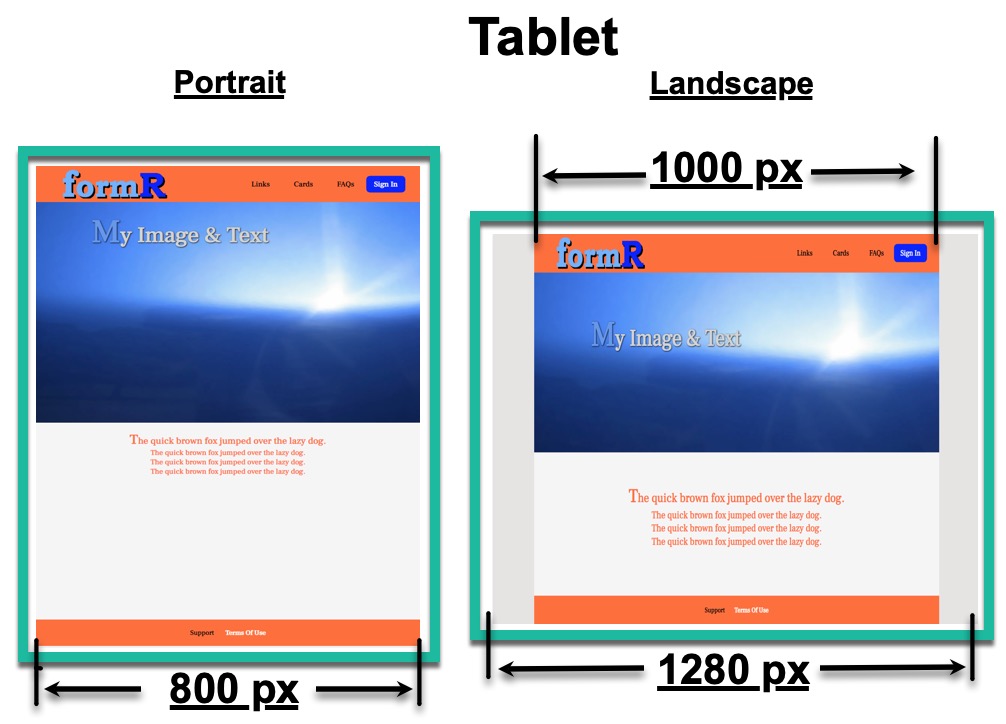 Tablet
Portrait
Landscape
1000 px
formR
Links Cards FAQs Sign In
My Image & Text
The quick brown fox jumped over the lazy dog.
The quick brown fox jumped over the lazy dog.
The quick brown fox jumped over the lazy dog.
The quick brown fox jumped over the lazy dog.
Support Terms Of Use
800 px
formR
Links Cards FAQs Sign In
My Image & Text
The quick brown fox jumped over the lazy dog.
The quick brown fox jumped over the lazy dog.
The quick brown fox jumped over the lazy dog.
The quick brown fox jumped over the lazy dog.
Support Terms Of Use
1280 px